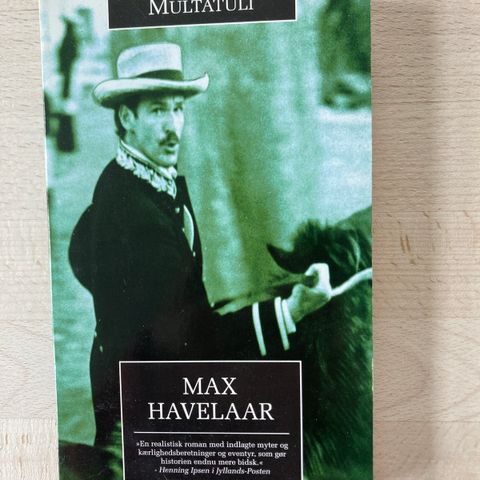 MULTATULI
MAX
HAVELAAR
»En realistisk roman med indlagte myter og
kærlighedsberetninger og eventyr, som gør
historien endnu mere bidsk.«
- Henning Ipsen i Jyllands-Posten